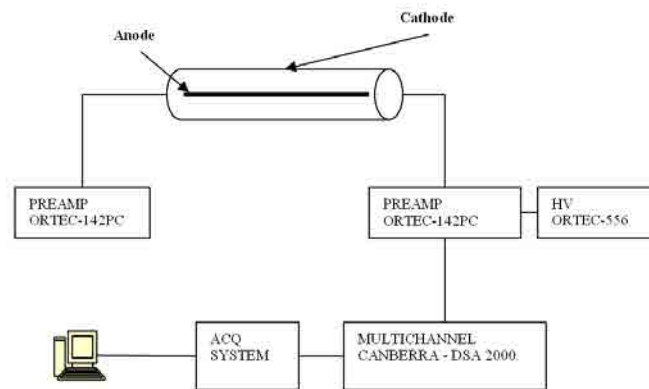 Cathode
Anode
PREAMP
ORTEC-142PC
PREAMP
ORTEC-142PC
HV
ORTEC-556
ACQ
SYSTEM
MULTICHANNEL
CANBERRA - DSA 2000.